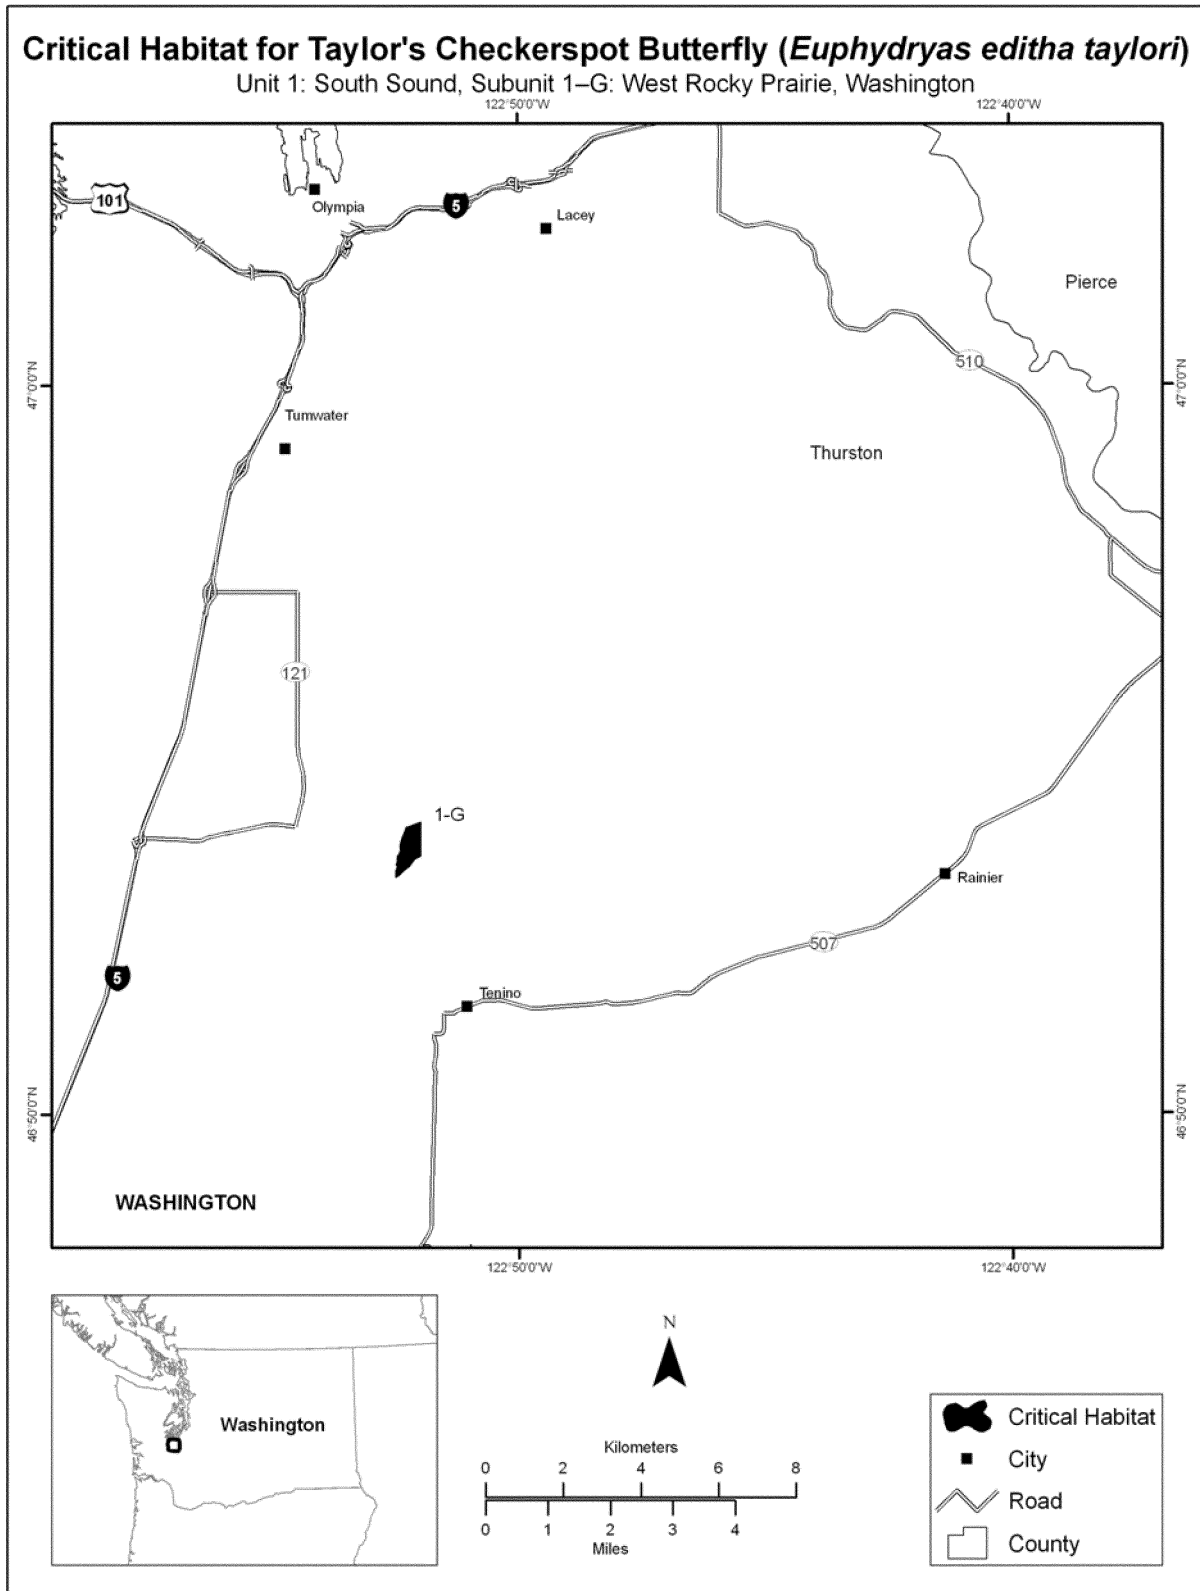 Critical Habitat for Taylor's Checkerspot Butterfly (Euphydryas editha taylori)
Unit 1: South Sound, Subunit 1–G: West Rocky Prairie, Washington
122°50'0"W
122°40'0"W
101
Olympia
5
Lacey
Pierce
510
47°0'0"N
47°0'0"N
Tumwater
Thurston
121
1-G
Rainier
507
5
Tenino
46°50'0"N
46°50'0"N
WASHINGTON
122°50'0"W
122°40'0"W
N
Washington
Kilometers
0 2 4 6 8
0 1 2 3 4
Miles
Critical Habitat
City
Road
County